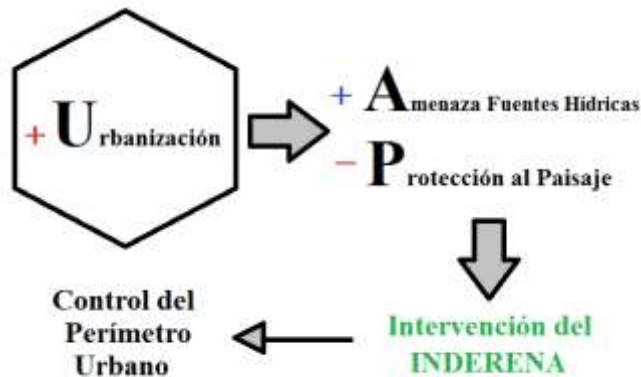 + Urbanización
+ Amenaza Fuentes Hídricas
- Protección al Paisaje
Intervención del
INDERENA
Control del
Perímetro
Urbano